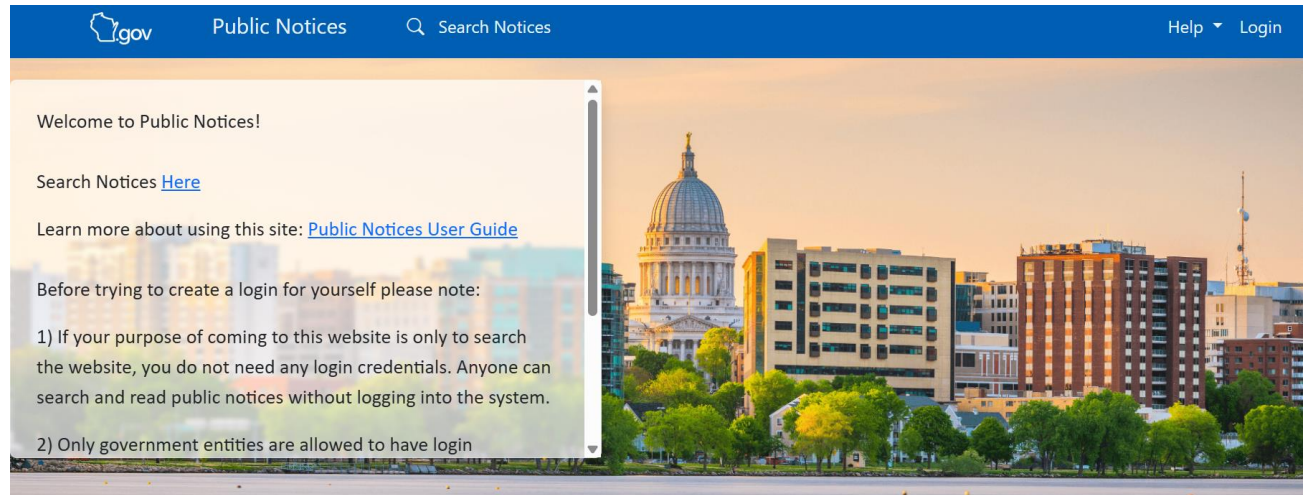 .gov Public Notices Search Notices Help Login
Welcome to Public Notices!
Search Notices Here
Learn more about using this site: Public Notices User Guide
Before trying to create a login for yourself please note:
1) If your purpose of coming to this website is only to search
the website, you do not need any login credentials. Anyone can
search and read public notices without logging into the system.
2) Only government entities are allowed to have login